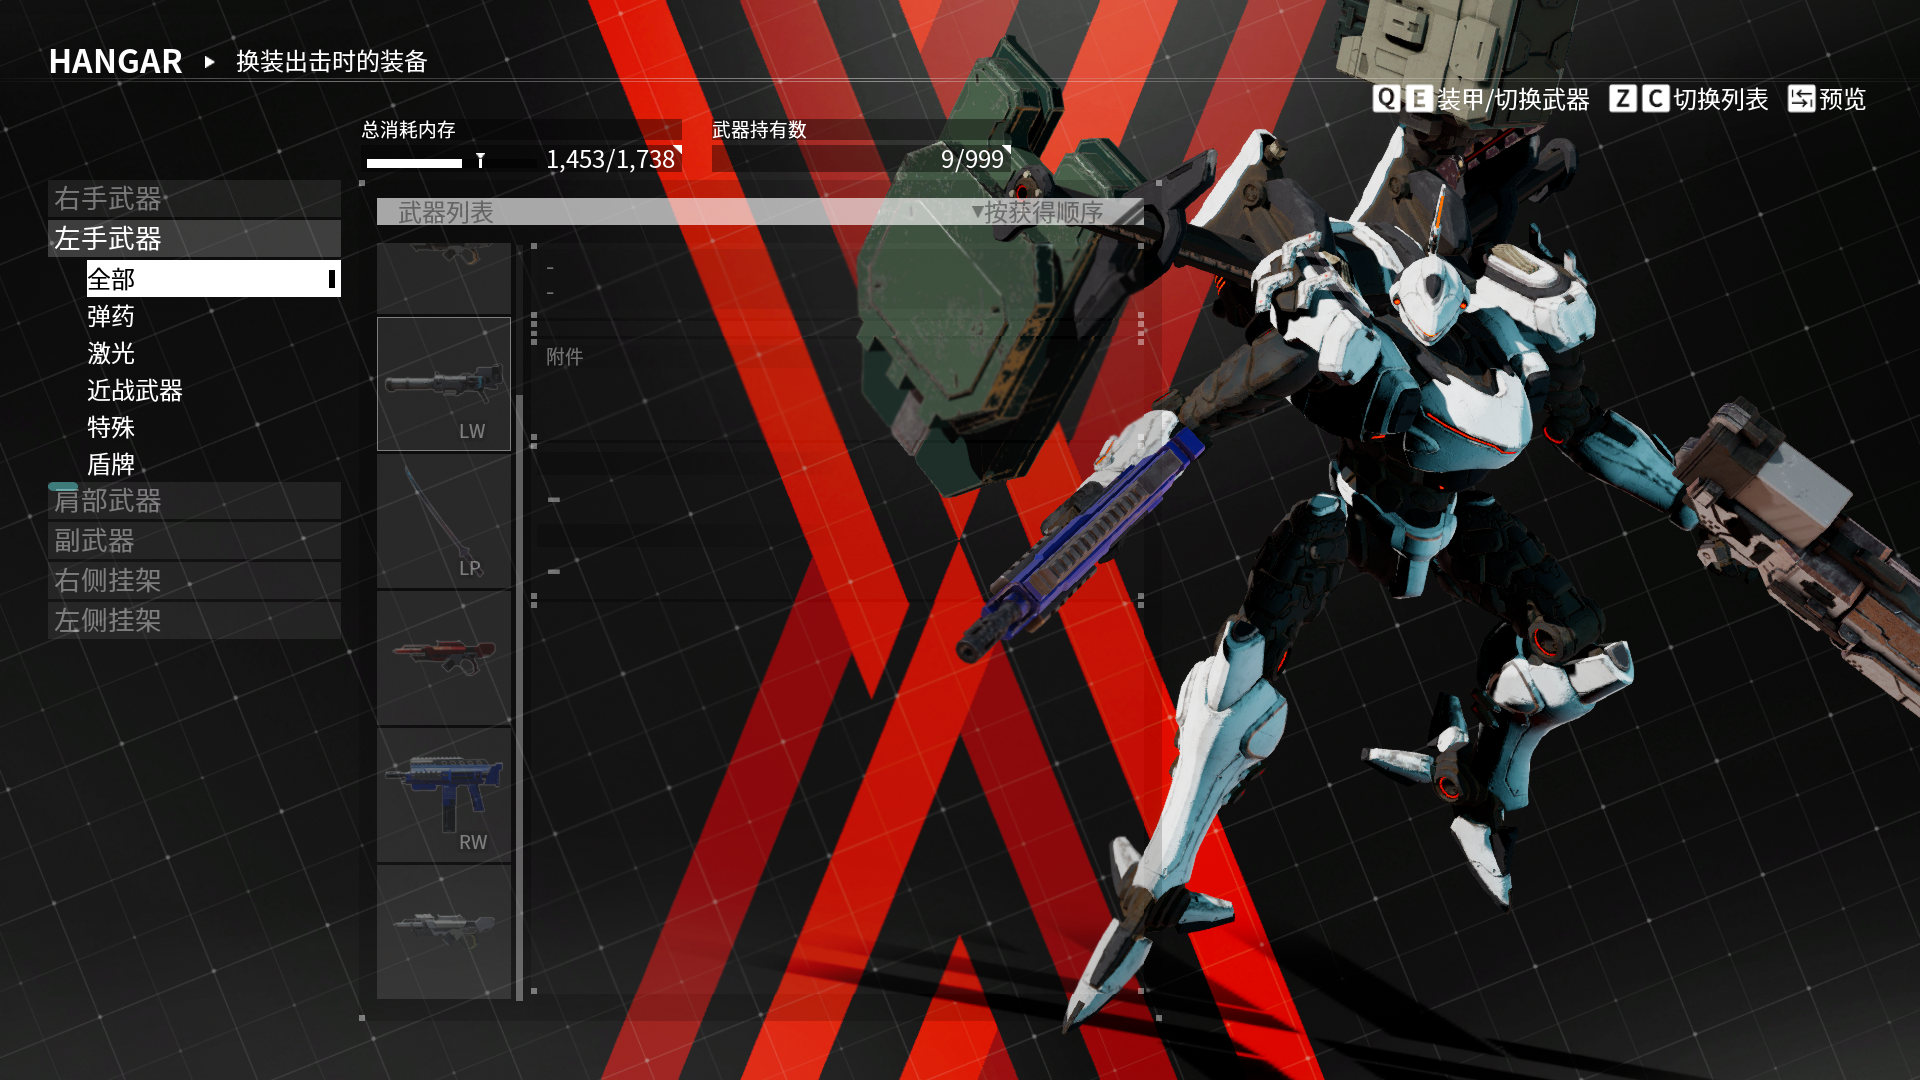 HANGAR ▶ 换装出击时的装备
Q E 装甲/切换武器 Z C 切换列表 预览
总消耗内存 武器持有数
1,453/1,738 9/999
右手武器
左手武器
全部
弹药
激光
近战武器
特殊
盾牌
肩部武器
副武器
右侧挂架
左侧挂架
武器列表 ▼按获得顺序
-
-
附件
-
-
LW
LP
RW